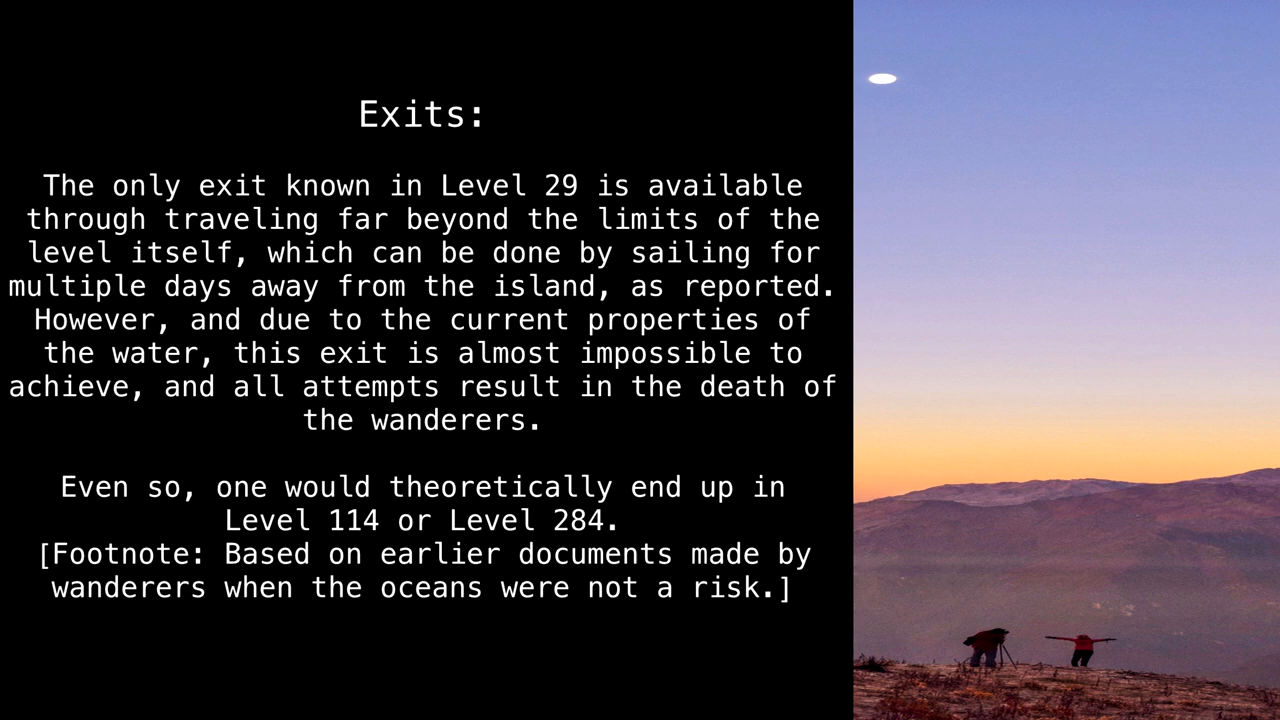 Exits:
The only exit known in Level 29 is available
through traveling far beyond the limits of the
level itself, which can be done by sailing for
multiple days away from the island, as reported.
However, and due to the current properties of
the water, this exit is almost impossible to
achieve, and all attempts result in the death of
the wanderers.
Even so, one would theoretically end up in
Level 114 or Level 284.
[Footnote: Based on earlier documents made by
wanderers when the oceans were not a risk.]